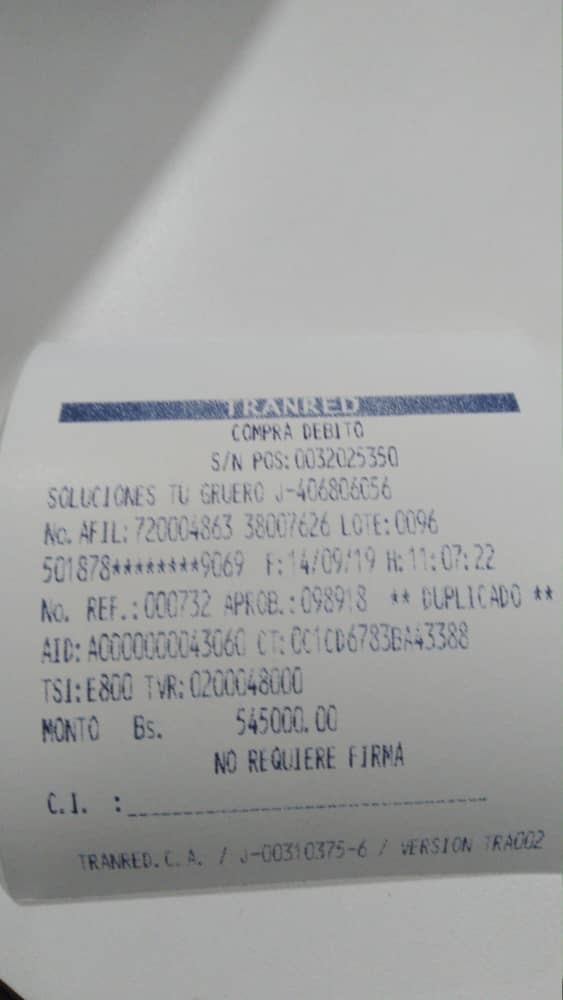 TRANRED
COMPRA DEBITO
S/N POS: 0032025350
SOLUCIONES TU GRUERO J-406806056
No. AFIL: 720004863 38007626 LOTE: 0096
501878********9069 F: 14/09/19 H: 11:07:22
No. REF.: 000732 APROB.: 098918 ** DUPLICADO **
AID: A0000000043060 CT: CC1CD6783BA43388
TSI: E800 TVR: 0200048000
MONTO Bs. 545000.00
NO REQUIERE FIRMA
C.I. :
TRANRED.C.A. / J-00310375-6 / VERSION TRA002